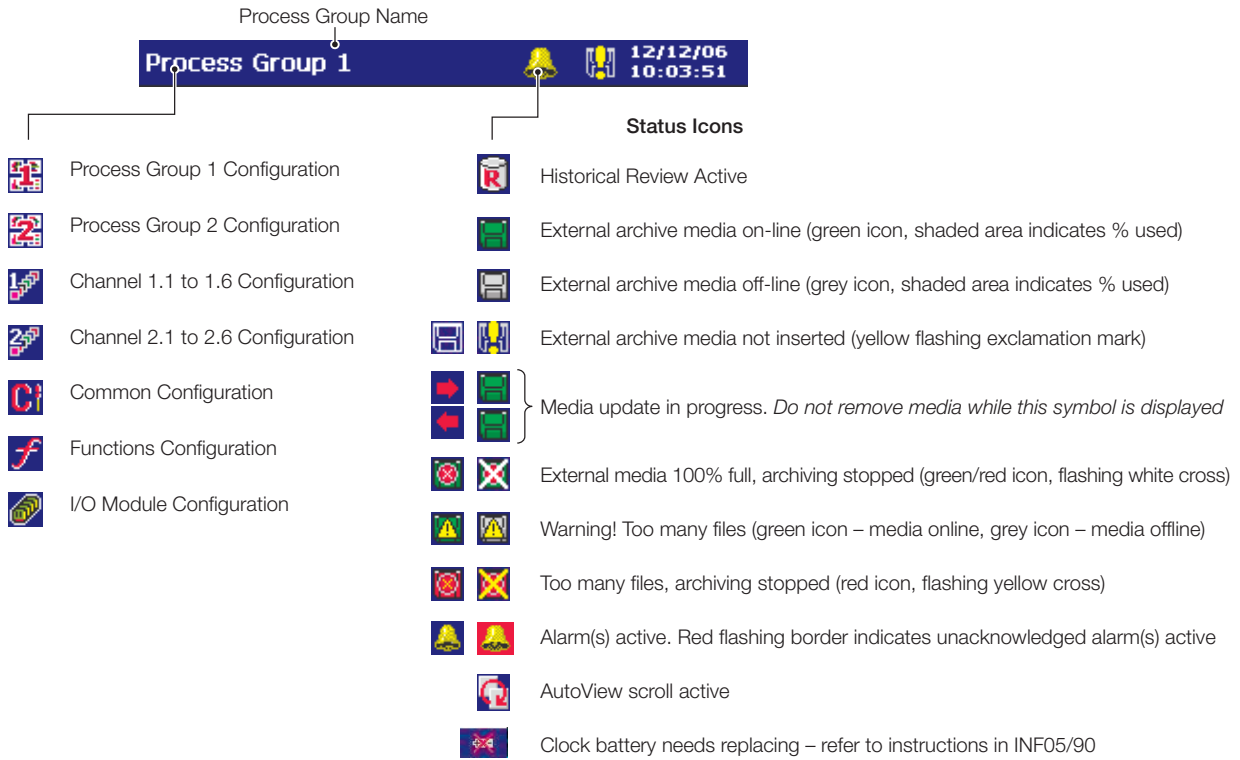 Process Group Name
Process Group 1
12/12/06
10:03:51
Status Icons
1 Process Group 1 Configuration
2 Process Group 2 Configuration
1 Channel 1.1 to 1.6 Configuration
2 Channel 2.1 to 2.6 Configuration
C Common Configuration
f Functions Configuration
I/O Module Configuration
R Historical Review Active
External archive media on-line (green icon, shaded area indicates % used)
External archive media off-line (grey icon, shaded area indicates % used)
External archive media not inserted (yellow flashing exclamation mark)
Media update in progress. Do not remove media while this symbol is displayed
External media 100% full, archiving stopped (green/red icon, flashing white cross)
Warning! Too many files (green icon – media online, grey icon – media offline)
Too many files, archiving stopped (red icon, flashing yellow cross)
Alarm(s) active. Red flashing border indicates unacknowledged alarm(s) active
AutoView scroll active
Clock battery needs replacing – refer to instructions in INF05/90